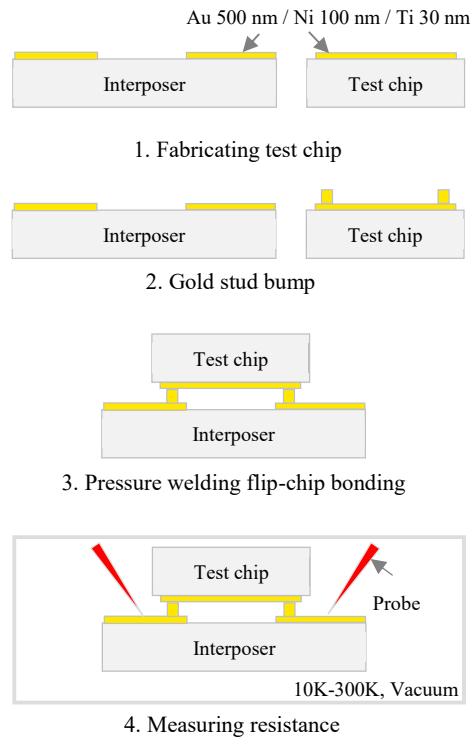 Au 500 nm / Ni 100 nm / Ti 30 nm
Interposer
Test chip
1. Fabricating test chip
Interposer
Test chip
2. Gold stud bump
Test chip
Interposer
3. Pressure welding flip-chip bonding
Test chip
Probe
Interposer
10K-300K, Vacuum
4. Measuring resistance